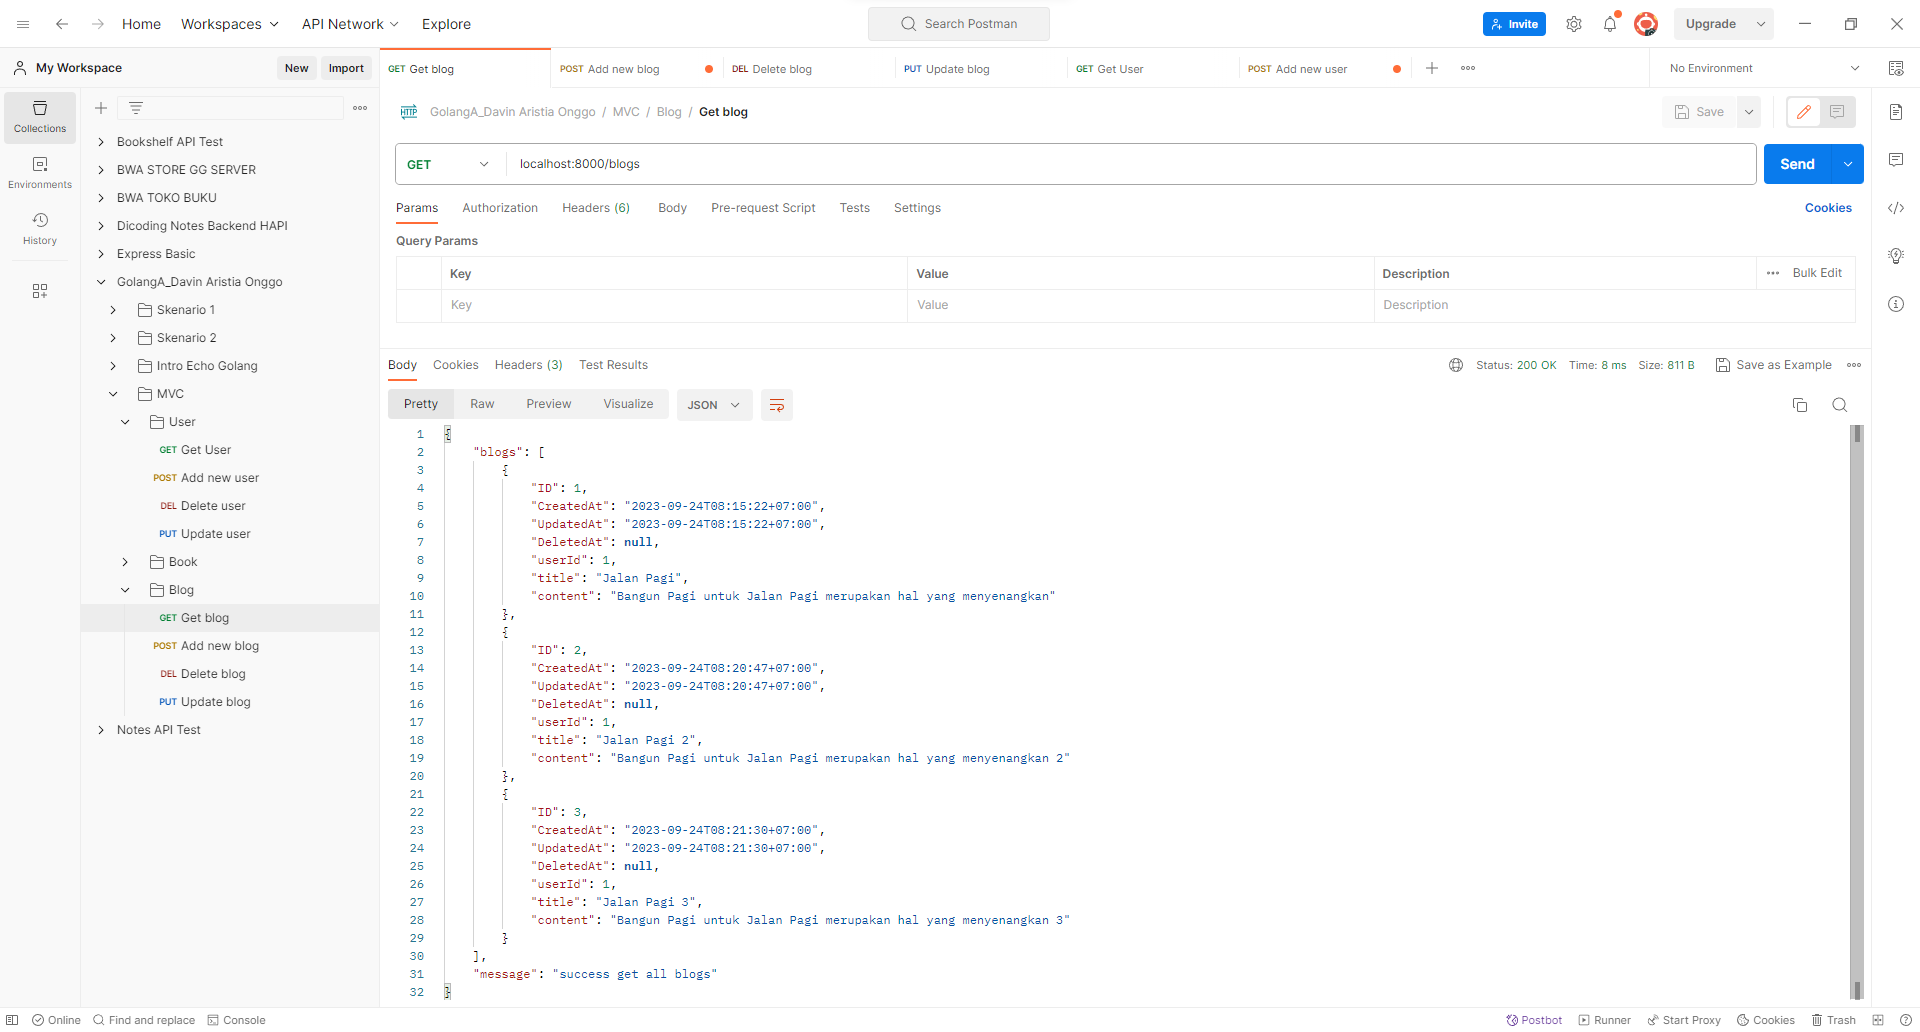 Home Workspaces API Network Explore Search Postman Invite Upgrade
My Workspace New Import
GET Get blog POST Add new blog DEL Delete blog PUT Update blog GET Get User POST Add new user No Environment
Collections
Environments
History
Bookshelf API Test
BWA STORE GG SERVER
BWA TOKO BUKU
Dicoding Notes Backend HAPI
Express Basic
GolangA_Davin Aristia Onggo
Skenario 1
Skenario 2
Intro Echo Golang
MVC
User
GET Get User
POST Add new user
DEL Delete user
PUT Update user
Book
Blog
GET Get blog
POST Add new blog
DEL Delete blog
PUT Update blog
Notes API Test
HTTP GolangA_Davin Aristia Onggo / MVC / Blog / Get blog Save
GET localhost:8000/blogs Send
Params Authorization Headers (6) Body Pre-request Script Tests Settings Cookies
Query Params
Key Value Description Bulk Edit
Key Value Description
Body Cookies Headers (3) Test Results Status: 200 OK Time: 8 ms Size: 811 B Save as Example
Pretty Raw Preview Visualize JSON
1 {
2 "blogs": [
3 {
4 "ID": 1,
5 "CreatedAt": "2023-09-24T08:15:22+07:00",
6 "UpdatedAt": "2023-09-24T08:15:22+07:00",
7 "DeletedAt": null,
8 "userId": 1,
9 "title": "Jalan Pagi",
10 "content": "Bangun Pagi untuk Jalan Pagi merupakan hal yang menyenangkan"
11 },
12 {
13 "ID": 2,
14 "CreatedAt": "2023-09-24T08:20:47+07:00",
15 "UpdatedAt": "2023-09-24T08:20:47+07:00",
16 "DeletedAt": null,
17 "userId": 1,
18 "title": "Jalan Pagi 2",
19 "content": "Bangun Pagi untuk Jalan Pagi merupakan hal yang menyenangkan 2"
20 },
21 {
22 "ID": 3,
23 "CreatedAt": "2023-09-24T08:21:30+07:00",
24 "UpdatedAt": "2023-09-24T08:21:30+07:00",
25 "DeletedAt": null,
26 "userId": 1,
27 "title": "Jalan Pagi 3",
28 "content": "Bangun Pagi untuk Jalan Pagi merupakan hal yang menyenangkan 3"
29 }
30 ],
31 "message": "success get all blogs"
32 }
Online Find and replace Console Postbot Runner Start Proxy Cookies Trash